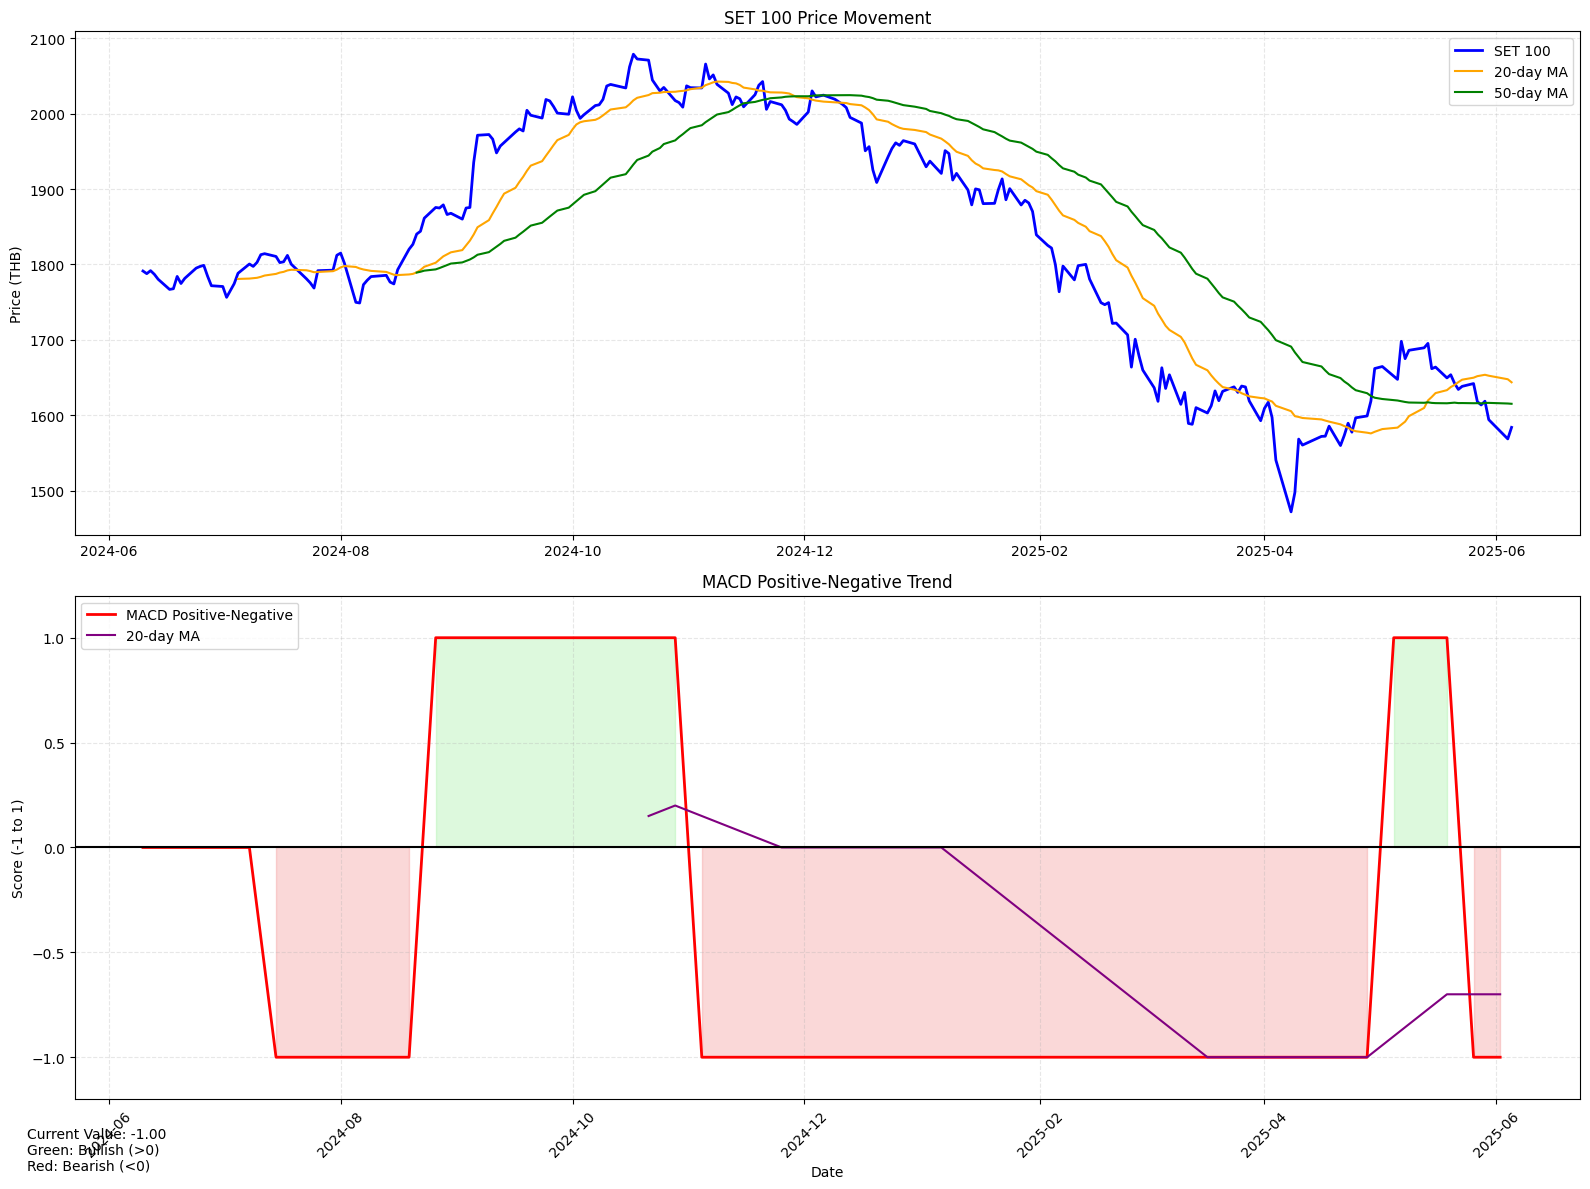 SET 100 Price Movement
Price (THB)
2100
2000
1900
1800
1700
1600
1500
SET 100
20-day MA
50-day MA
2024-06
2024-08
2024-10
2024-12
2025-02
2025-04
2025-06
MACD Positive-Negative Trend
Score (-1 to 1)
1.0
0.5
0.0
−0.5
−1.0
MACD Positive-Negative
20-day MA
2024-06
2024-08
2024-10
2024-12
2025-02
2025-04
2025-06
Date
Current Value: -1.00
Green: Bullish (>0)
Red: Bearish (<0)